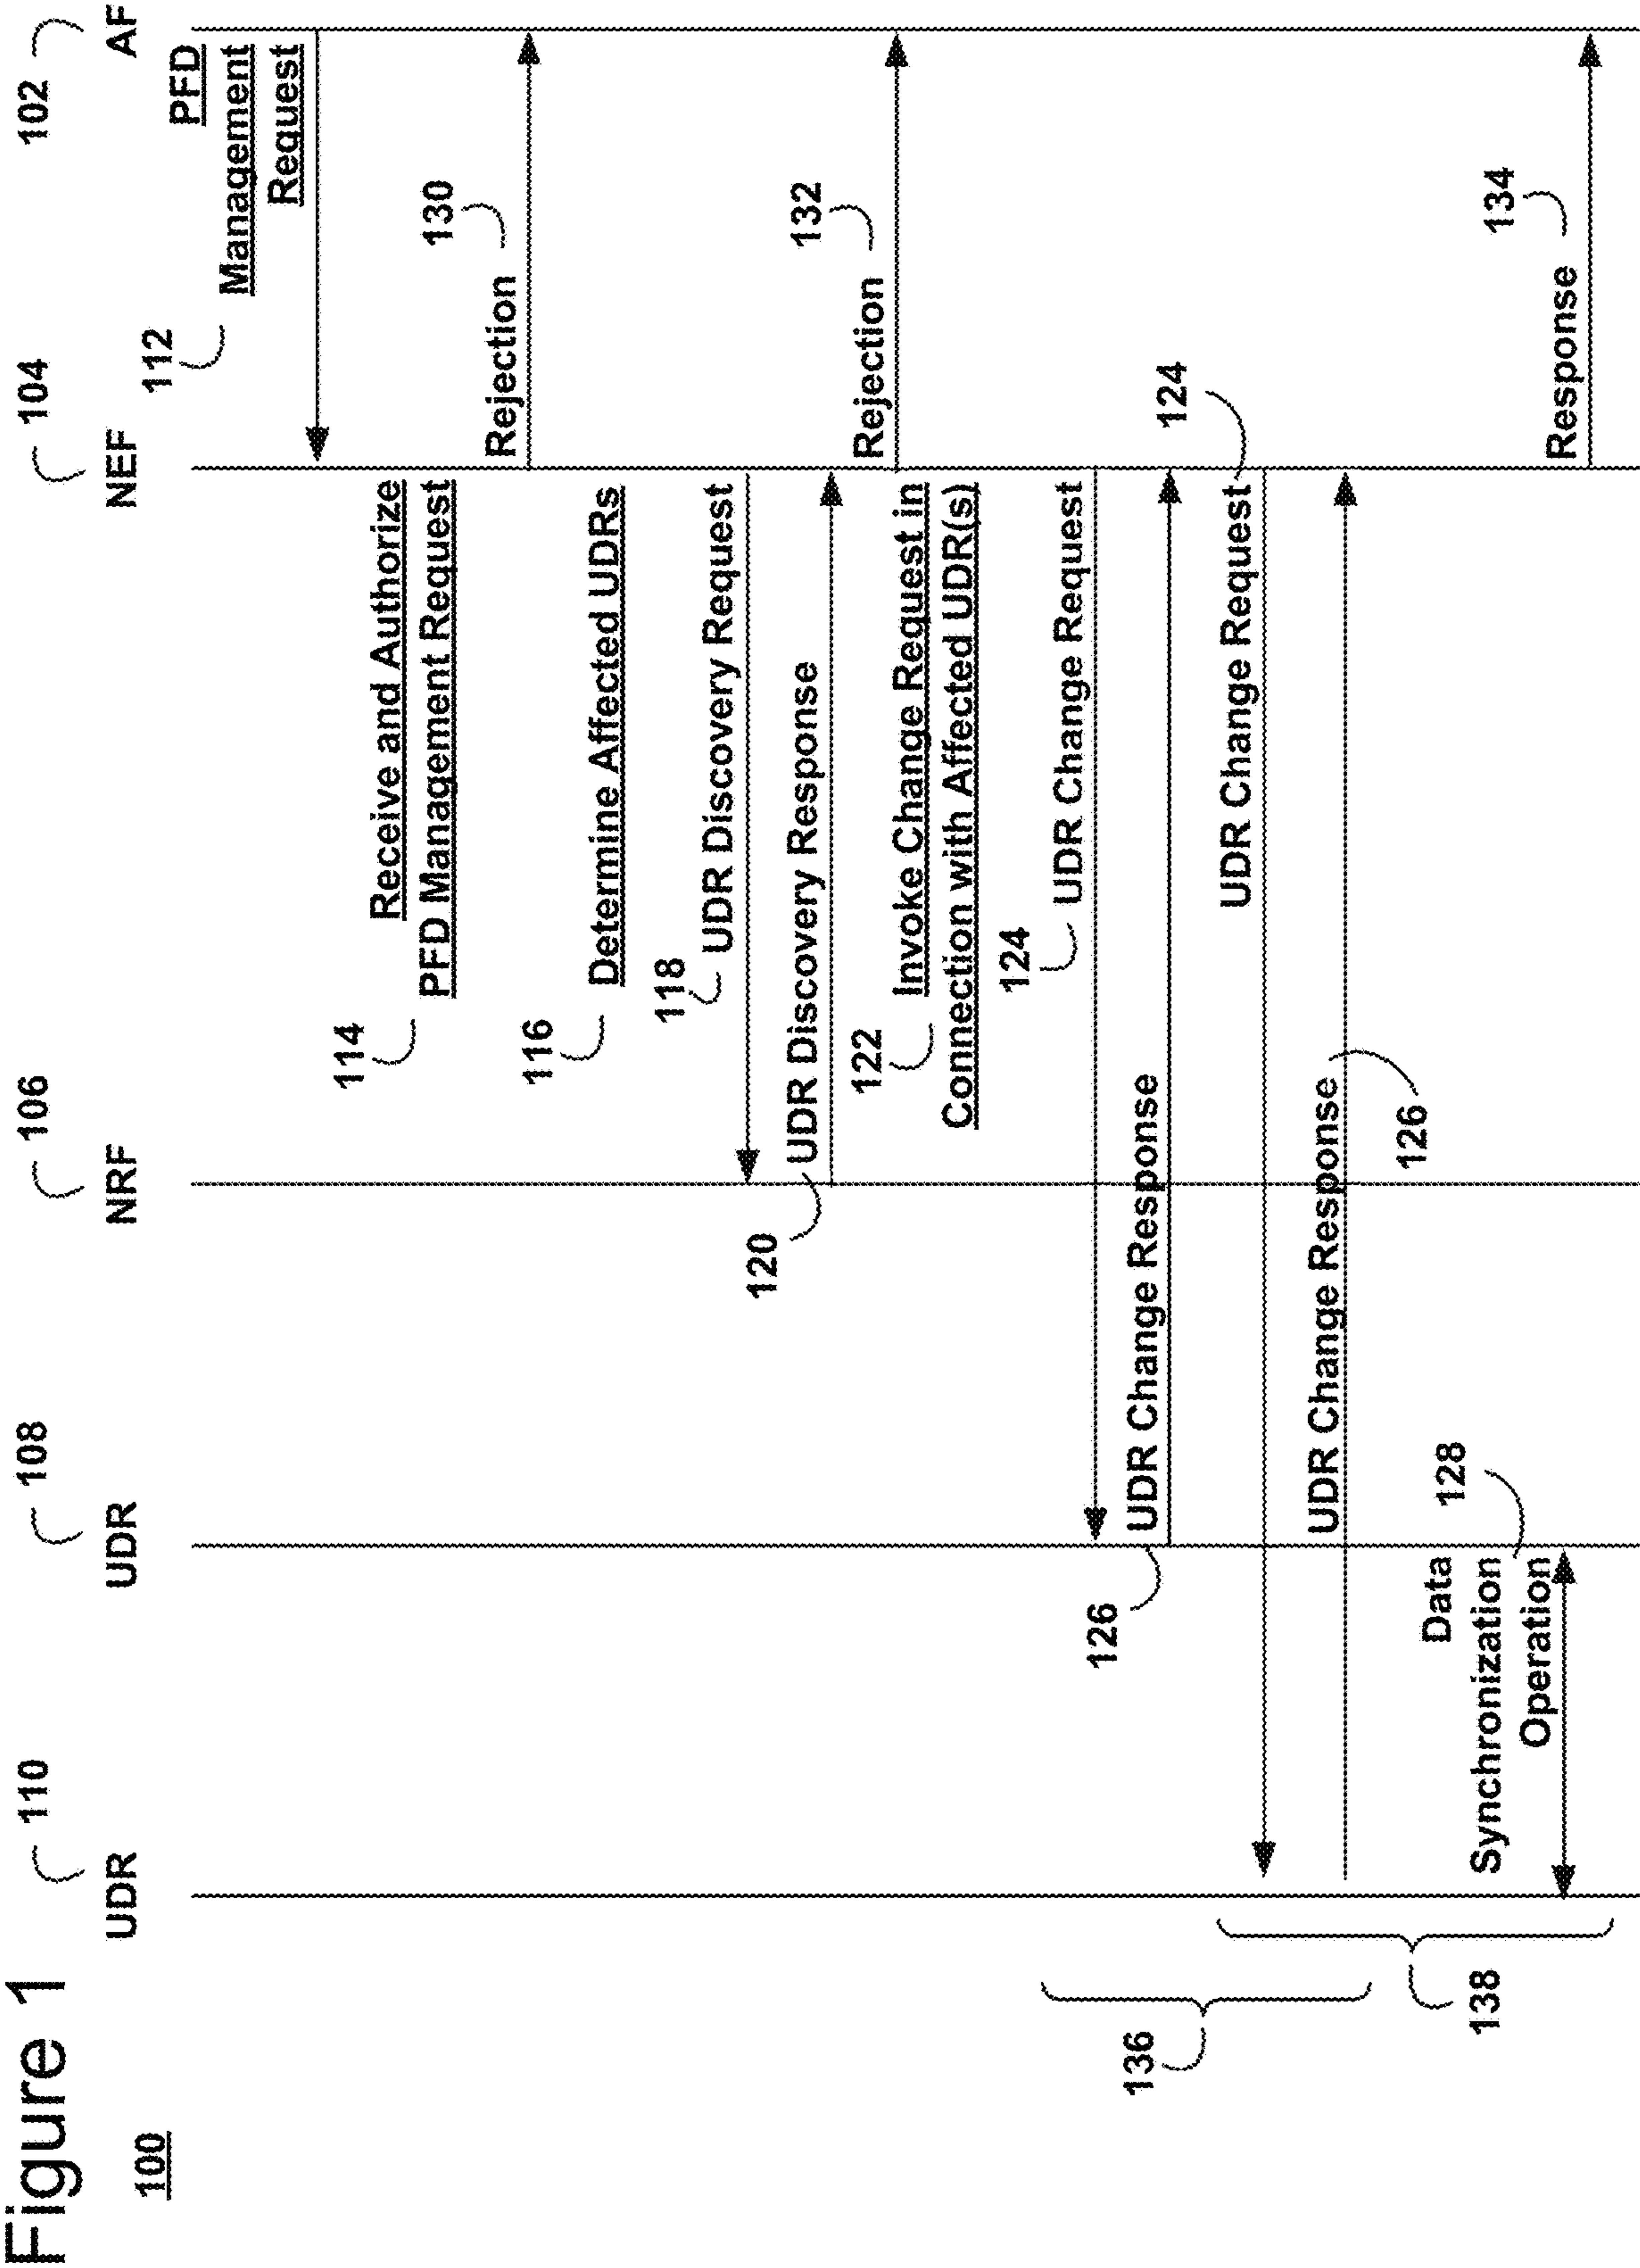 Figure 1
100
110
108
106
104
102
UDR
UDR
NRF
NEF
AF
PFD
Management
Request
112
114
Receive and Authorize
PFD Management Request
130
Rejection
116
Determine Affected UDRs
118
UDR Discovery Request
120
UDR Discovery Response
132
Rejection
122
Invoke Change Request in
Connection with Affected UDR(s)
124
UDR Change Request
126
UDR Change Response
124
UDR Change Request
UDR Change Response
126
128
Data
Synchronization
Operation
134
Response
136
138